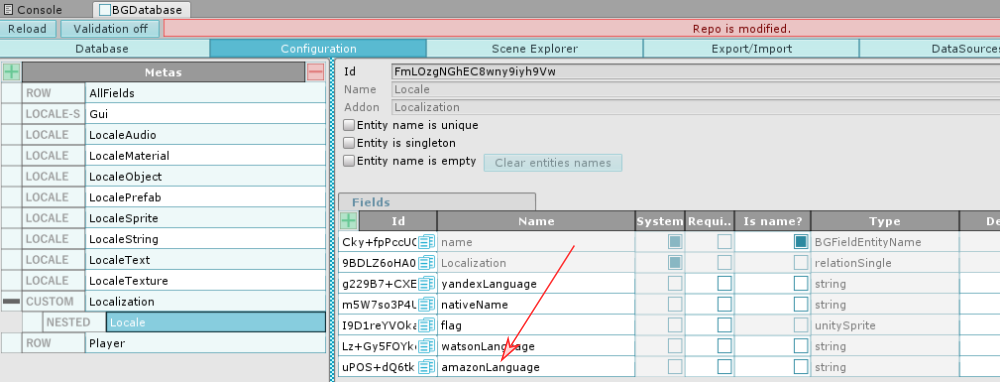 Console BGDatabase
Reload Validation off Repo is modified.
Database Configuration Scene Explorer Export/Import DataSources
Metas
ROW AllFields
LOCALE-S Gui
LOCALE LocaleAudio
LOCALE LocaleMaterial
LOCALE LocaleObject
LOCALE LocalePrefab
LOCALE LocaleSprite
LOCALE LocaleString
LOCALE LocaleText
LOCALE LocaleTexture
CUSTOM Localization
NESTED Locale
ROW Player
Id FmLOzgNGhEC8wny9iyh9Vw
Name Locale
Addon Localization
Entity name is unique
Entity is singleton
Entity name is empty Clear entities names
Fields
Id Name System Requi.. Is name? Type De
Cky+fpPccUC name BGFieldEntityName
9BDLZ6oHA0 Localization relationSingle
g229B7+CXE yandexLanguage string
m5W7so3P4U nativeName string
I9D1reYVOka flag unitySprite
Lz+Gy5FOYk watsonLanguage string
uPOS+dQ6tk amazonLanguage string